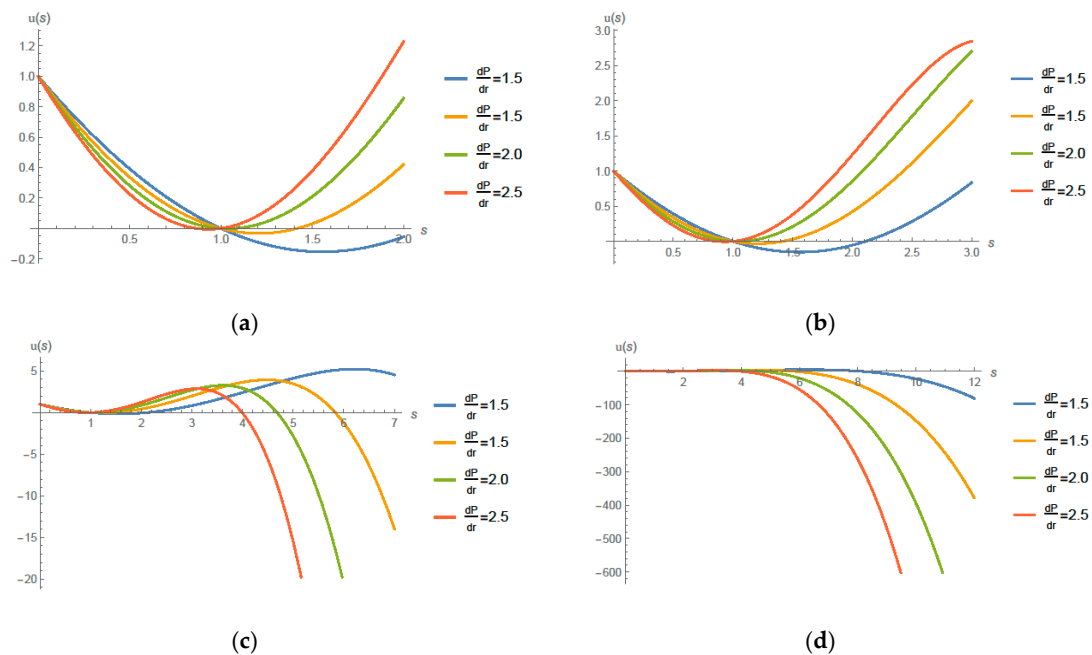 u(s)
1.2
1.0
0.8
0.6
0.4
0.2
-0.2
0.5
1.0
1.5
2.0
s
dP/dr=1.5
dP/dr=1.5
dP/dr=2.0
dP/dr=2.5
(a)
u(s)
3.0
2.5
2.0
1.5
1.0
0.5
0.5
1.0
1.5
2.0
2.5
3.0
s
dP/dr=1.5
dP/dr=1.5
dP/dr=2.0
dP/dr=2.5
(b)
u(s)
5
-5
-10
-15
-20
1
2
3
4
5
6
7
s
dP/dr=1.5
dP/dr=1.5
dP/dr=2.0
dP/dr=2.5
(c)
u(s)
-100
-200
-300
-400
-500
-600
2
4
6
8
10
12
s
dP/dr=1.5
dP/dr=1.5
dP/dr=2.0
dP/dr=2.5
(d)